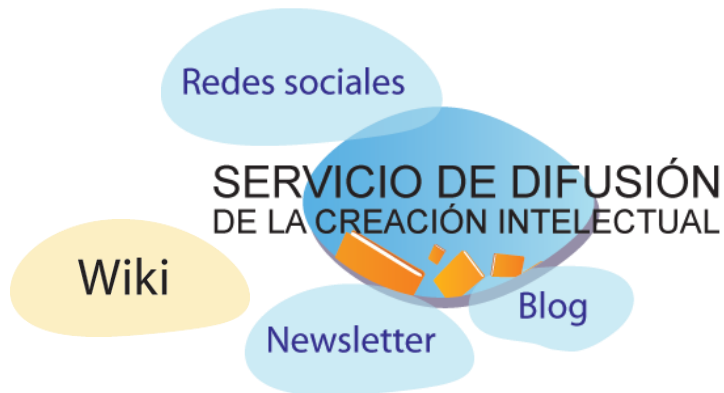 Redes sociales
SERVICIO DE DIFUSIÓN
DE LA CREACIÓN INTELECTUAL
Wiki
Blog
Newsletter